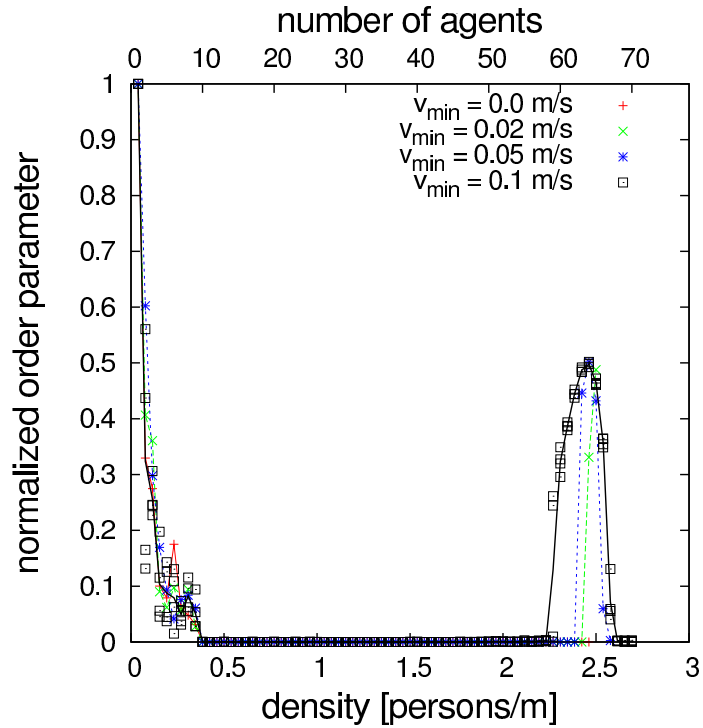 number of agents
0 10 20 30 40 50 60 70
v_min = 0.0 m/s
v_min = 0.02 m/s
v_min = 0.05 m/s
v_min = 0.1 m/s
normalized order parameter
1
0.9
0.8
0.7
0.6
0.5
0.4
0.3
0.2
0.1
0
0 0.5 1 1.5 2 2.5 3
density [persons/m]